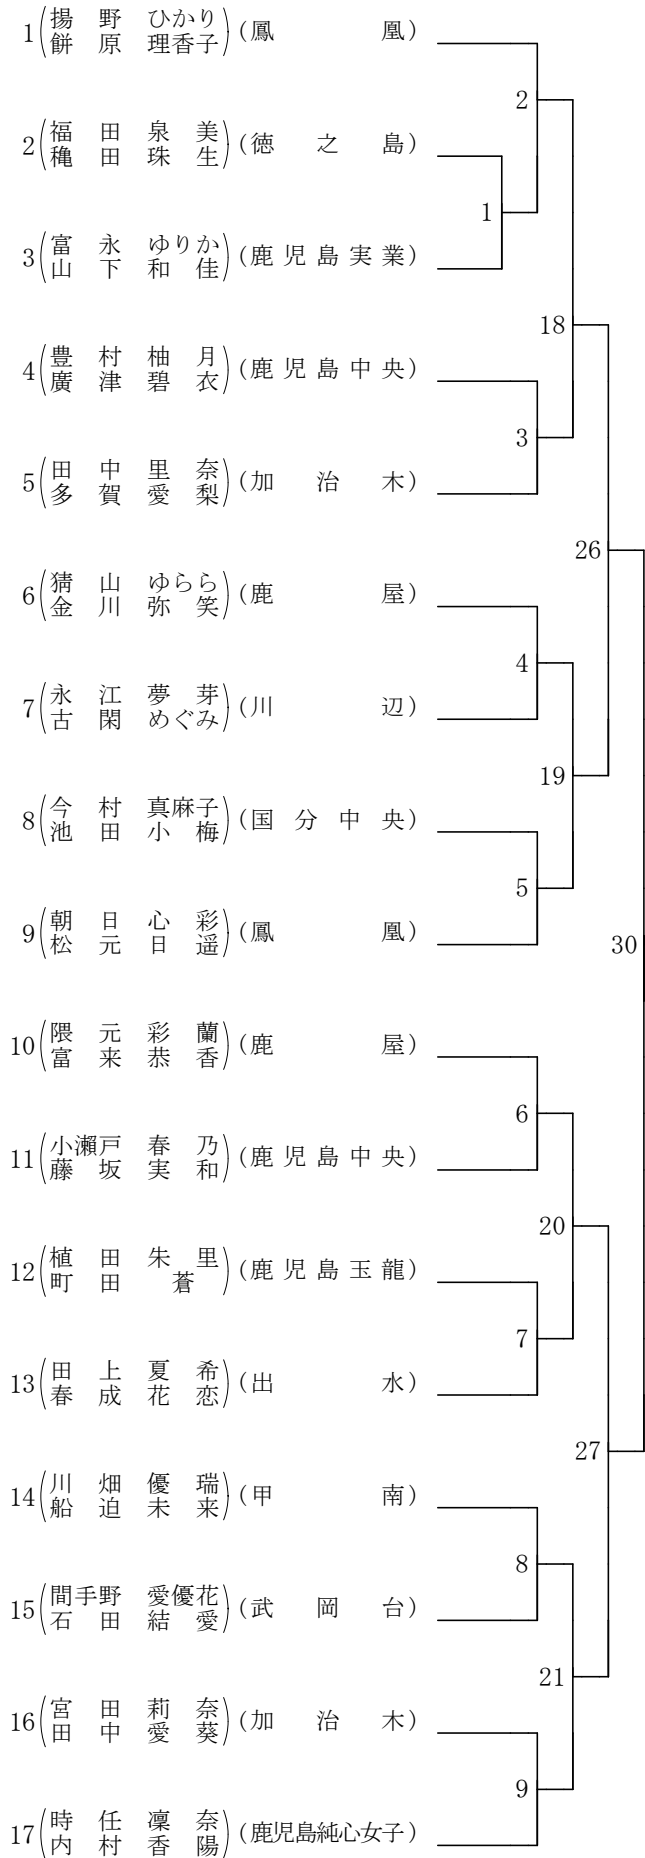 1(揚野 ひかり
餅原 理香子)(鳳凰)
2
2(福田 泉美
穐田 珠生)(徳之島)
1
3(富永 ゆりか
山下 和佳)(鹿児島実業)
18
4(豊村 柚月
廣津 碧衣)(鹿児島中央)
3
5(田中 里奈
多賀 愛梨)(加治木)
26
6(猜山 ゆらら
金川 弥笑)(鹿屋)
4
7(永江 夢芽
古閑 めぐみ)(川辺)
19
8(今村 真麻子
池田 小梅)(国分中央)
5
9(朝日 心彩
松元 日遥)(鳳凰)
30
10(隈元 彩蘭
富来 恭香)(鹿屋)
6
11(小瀬戸 春乃
藤坂 実和)(鹿児島中央)
20
12(植田 朱里
町田 蒼)(鹿児島玉龍)
7
13(田上 夏希
春成 花恋)(出水)
27
14(川畑 優瑞
船迫 未来)(甲南)
8
15(間手野 愛優花
石田 結愛)(武岡台)
21
16(宮田 莉奈
田中 愛葵)(加治木)
9
17(時任 凜奈
内村 香陽)(鹿児島純心女子)